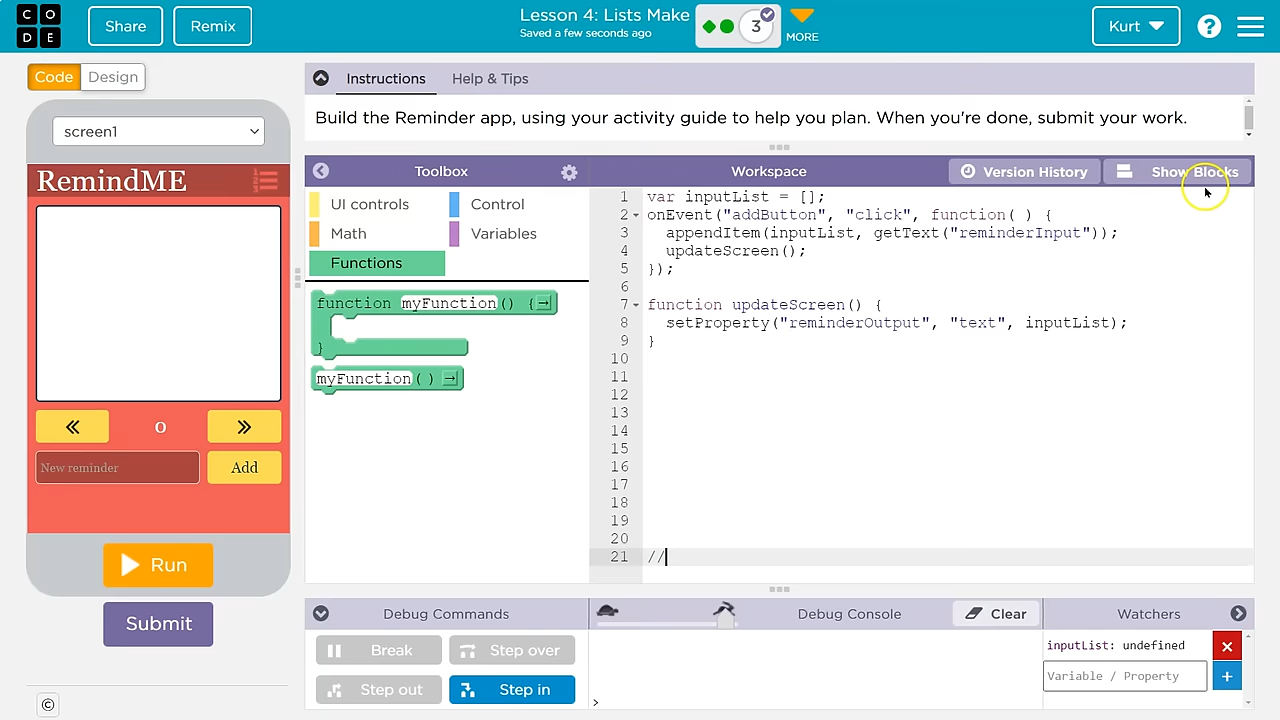 C O
D E
Share
Remix
Lesson 4: Lists Make
Saved a few seconds ago
3
MORE
Kurt
?
Code
Design
Instructions
Help & Tips
Build the Reminder app, using your activity guide to help you plan. When you're done, submit your work.
screen1
Toolbox
Workspace
Version History
Show Blocks
RemindME
UI controls
Control
Math
Variables
Functions
function myFunction() {
}
myFunction()
1 var inputList = [];
2 onEvent("addButton", "click", function( ) {
3 appendItem(inputList, getText("reminderInput"));
4 updateScreen();
5 });
6
7 function updateScreen() {
8 setProperty("reminderOutput", "text", inputList);
9 }
10
11
12
13
14
15
16
17
18
19
20
21 //
«
0
»
New reminder
Add
Run
Submit
Debug Commands
Debug Console
Clear
Watchers
Break
Step over
Step out
Step in
inputList: undefined
Variable / Property
>
©